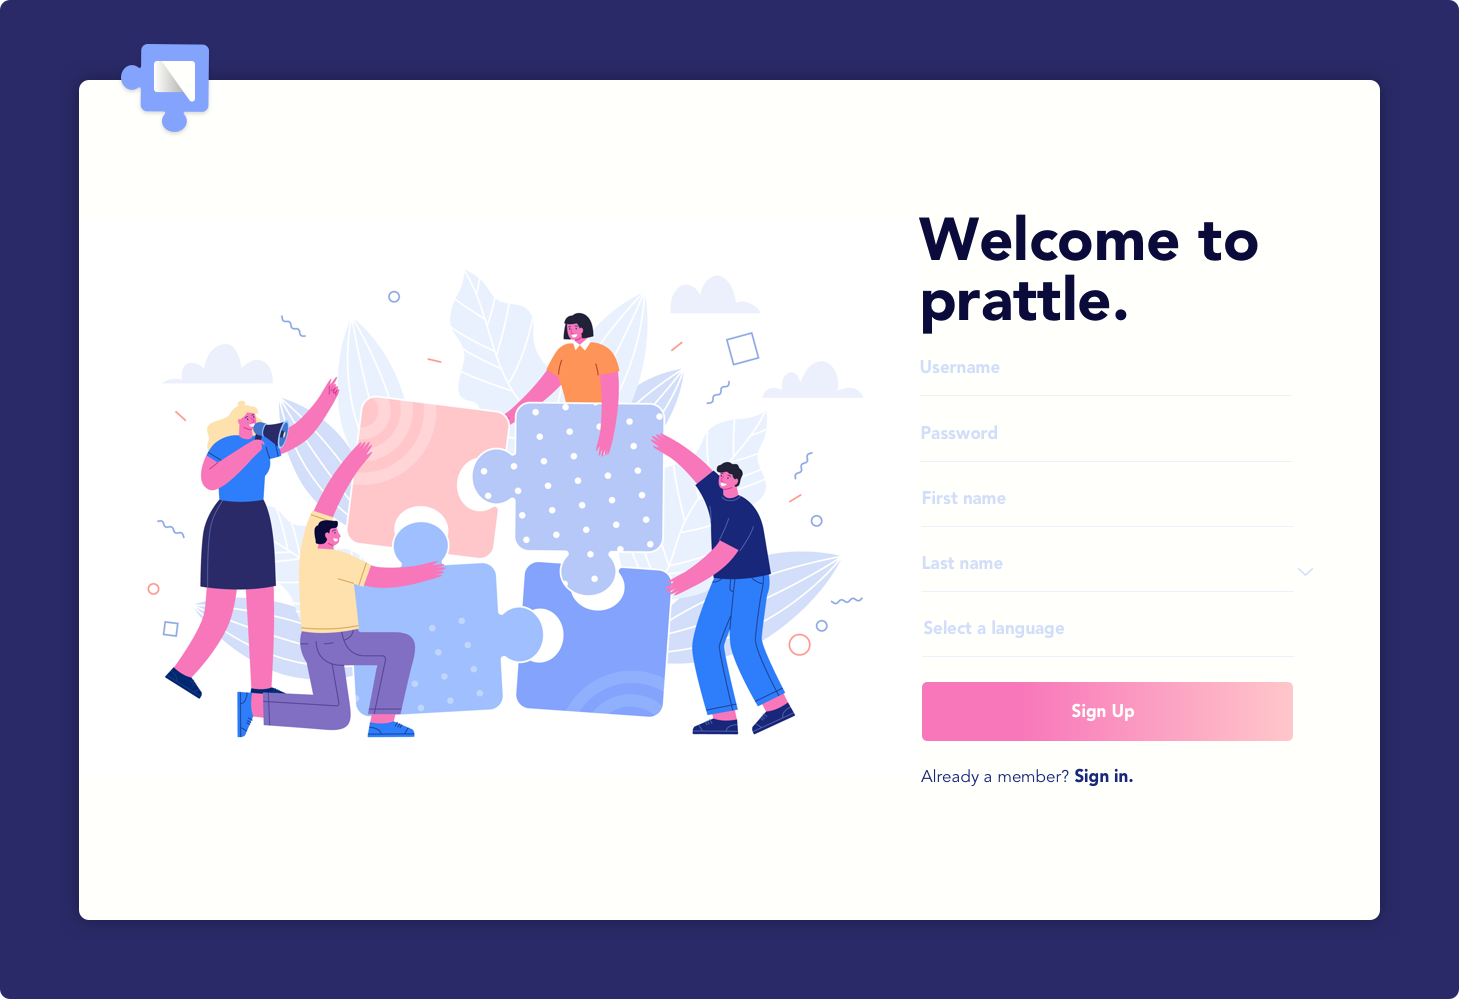 Welcome to
prattle.
Username
Password
First name
Last name
Select a language
Sign Up
Already a member? Sign in.